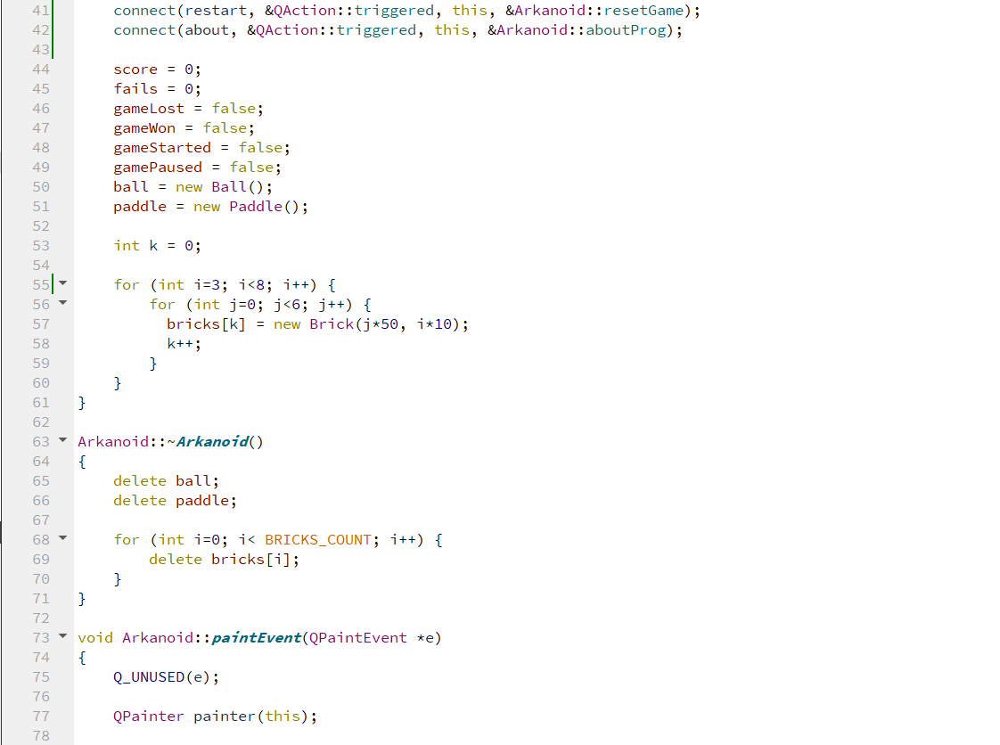 41 connect(restart, &QAction::triggered, this, &Arkanoid::resetGame);
42 connect(about, &QAction::triggered, this, &Arkanoid::aboutProg);
43
44 score = 0;
45 fails = 0;
46 gameLost = false;
47 gameWon = false;
48 gameStarted = false;
49 gamePaused = false;
50 ball = new Ball();
51 paddle = new Paddle();
52
53 int k = 0;
54
55 for (int i=3; i<8; i++) {
56 for (int j=0; j<6; j++) {
57 bricks[k] = new Brick(j*50, i*10);
58 k++;
59 }
60 }
61 }
62
63 Arkanoid::~Arkanoid()
64 {
65 delete ball;
66 delete paddle;
67
68 for (int i=0; i< BRICKS_COUNT; i++) {
69 delete bricks[i];
70 }
71 }
72
73 void Arkanoid::paintEvent(QPaintEvent *e)
74 {
75 Q_UNUSED(e);
76
77 QPainter painter(this);
78